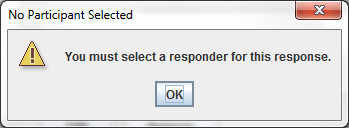 No Participant Selected
You must select a responder for this response.
OK